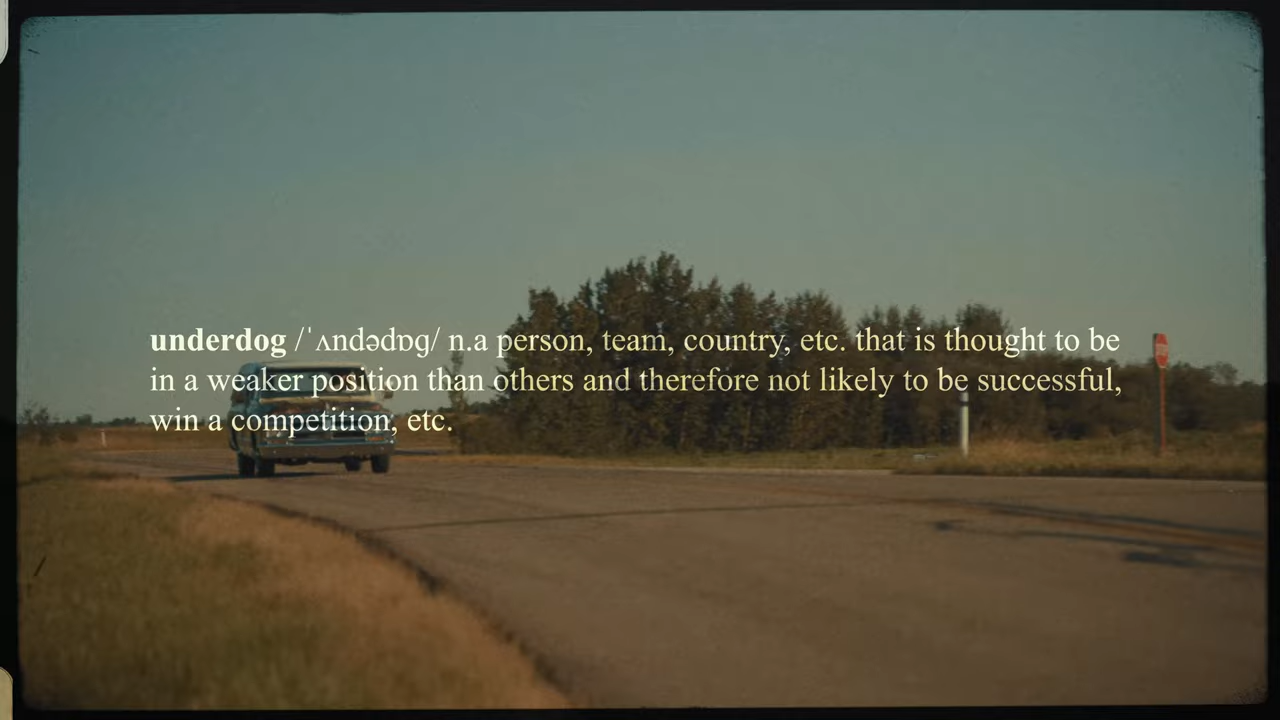 underdog /ˈʌndədɒɡ/ n.a person, team, country, etc. that is thought to be
in a weaker position than others and therefore not likely to be successful,
win a competition, etc.